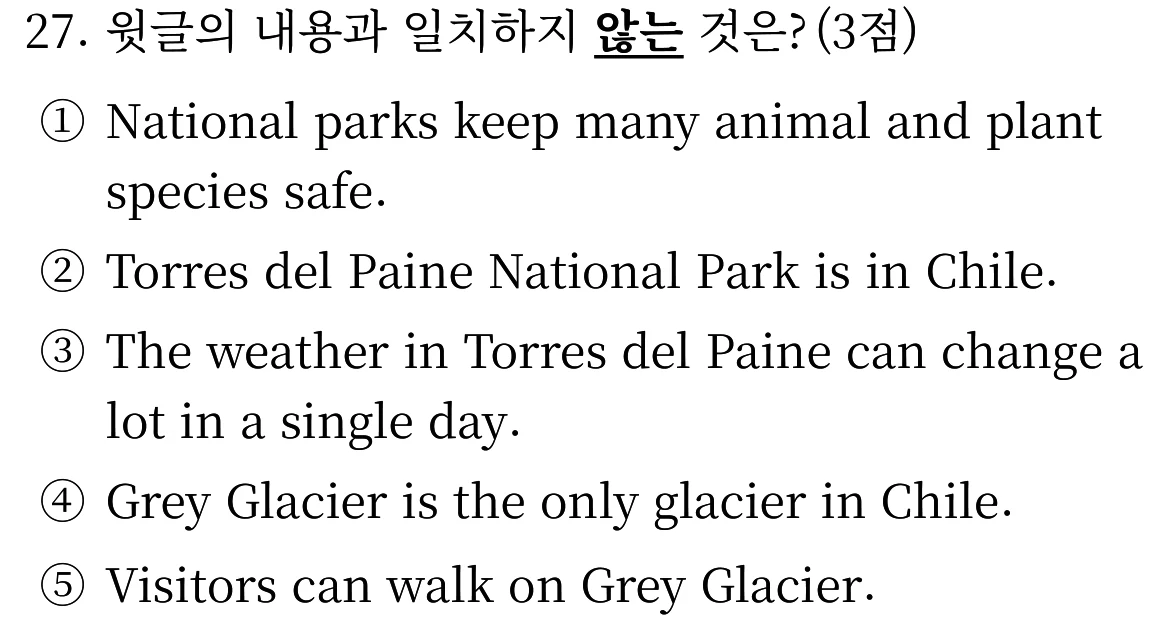 27. 윗글의 내용과 일치하지 않는 것은?(3점)
① National parks keep many animal and plant
species safe.
② Torres del Paine National Park is in Chile.
③ The weather in Torres del Paine can change a
lot in a single day.
④ Grey Glacier is the only glacier in Chile.
⑤ Visitors can walk on Grey Glacier.